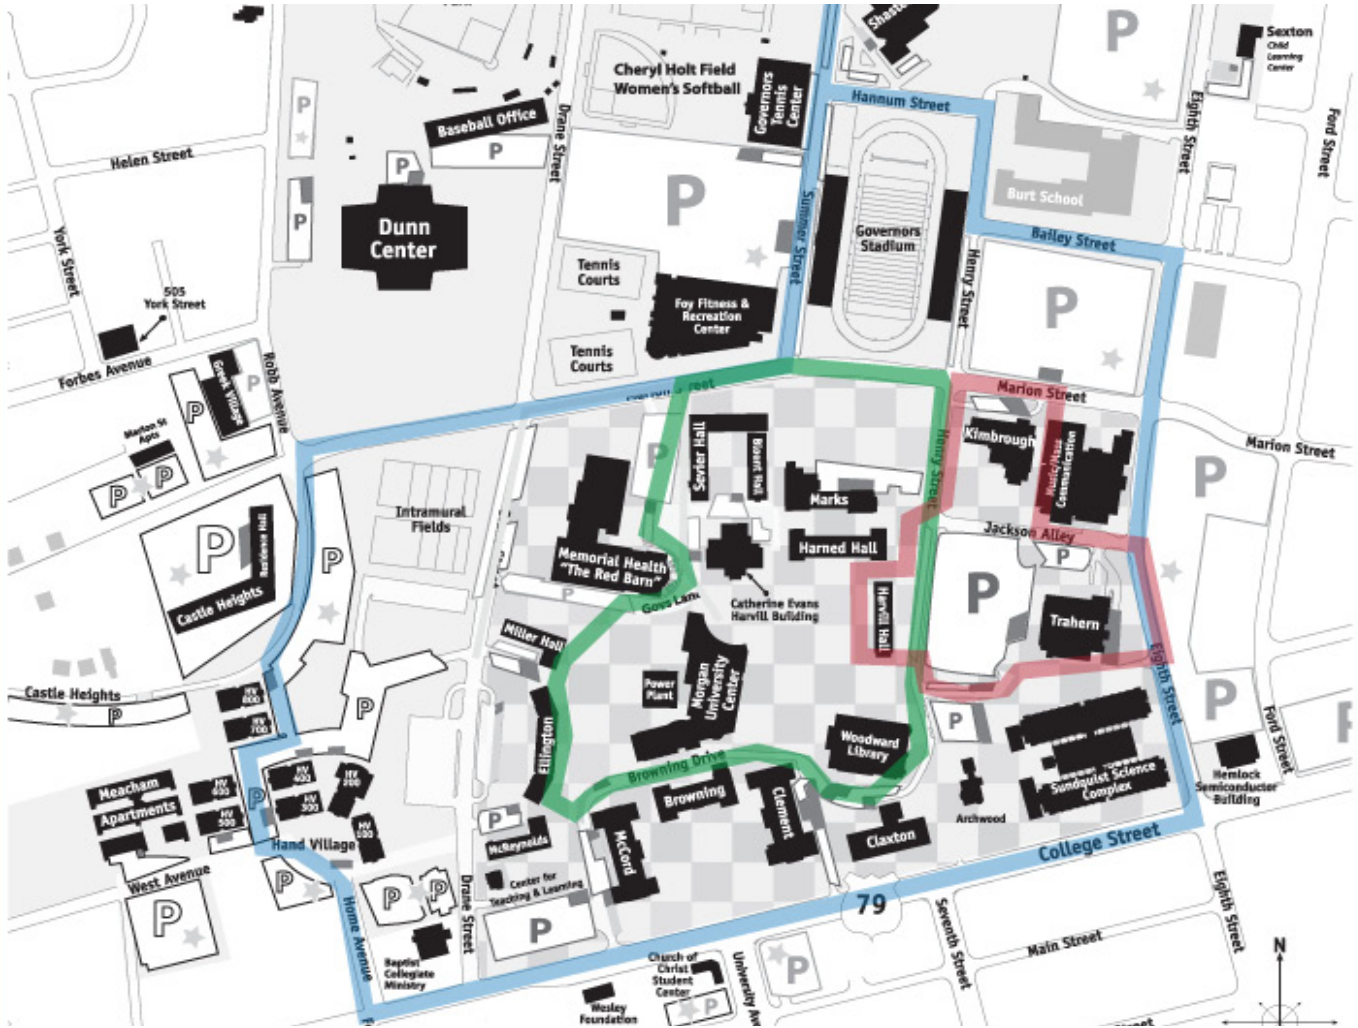 Sexton
Child
Learning
Center
P
Cheryl Holt Field
Women's Softball
Governors
Tennis
Center
Hannum Street
Eighth Street
Ford Street
P
Baseball Office
P
P
Drane Street
Helen Street
P
Burt School
P
Dunn
Center
Summer Street
Governors
Stadium
Bailey Street
York Street
Tennis
Courts
Henry Street
505
York Street
Foy Fitness &
Recreation
Center
P
Tennis
Courts
Forbes Avenue
Robb Avenue
Greek Village
P
P
Marion Street
Marion St
Apts
Sevier Hall
Blount Hall
Kimbrough
Music/Mass
Communication
Henry Street
Marion Street
P
P
P
P
Marks
Intramural
Fields
Jackson Alley
P
Residence Hall
P
Harned Hall
P
Memorial Health
"The Red Barn"
P
Castle Heights
P
Catherine Evans
Harvill Building
Harvill Hall
Trahern
Miller Hall
Morgan
University
Center
Power
Plant
Eighth Street
Castle Heights
P
HV
800
HV
700
P
P
P
P
Ford Street
Ellington
Woodward
Library
Browning Drive
Sundquist Science
Complex
Hemlock
Semiconductor
Building
Meacham
Apartments
HV
600
HV
500
HV
400
HV
300
HV
200
HV
100
P
Browning
Clement
Archwood
P
McReynolds
McCord
Claxton
College Street
Hand Village
West Avenue
Center for
Teaching & Learning
P
P
P
P
Home Avenue
Drane Street
P
79
Eighth Street
Seventh Street
Main Street
N
Baptist
Collegiate
Ministry
Church of
Christ
Student
Center
P
P
Wesley
Foundation